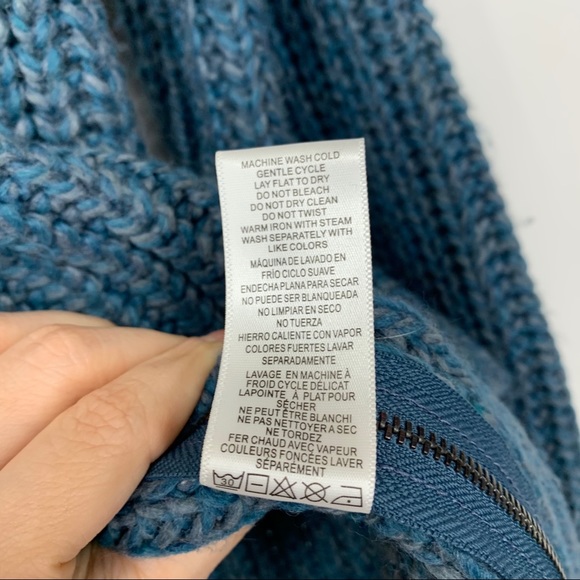 MACHINE WASH COLD
GENTLE CYCLE
LAY FLAT TO DRY
DO NOT BLEACH
DO NOT DRY CLEAN
DO NOT TWIST
WARM IRON WITH STEAM
WASH SEPARATELY WITH
LIKE COLORS
MÁQUINA DE LAVADO EN
FRÍO CICLO SUAVE
ENDECHA PLANA PARA SECAR
NO PUEDE SER BLANQUEADA
NO LIMPIAR EN SECO
NO TUERZA
HIERRO CALIENTE CON VAPOR
COLORES FUERTES LAVAR
SEPARADAMENTE
LAVAGE EN MACHINE À
FROID CYCLE DÉLICAT
LAPOINTE À PLAT POUR
SÉCHER
NE PEUT ÊTRE BLANCHI
NE PAS NETTOYER A SEC
NE TORDEZ
FER CHAUD AVEC VAPEUR
COULEURS FONCÉES LAVER
SÉPARÉMENT
30